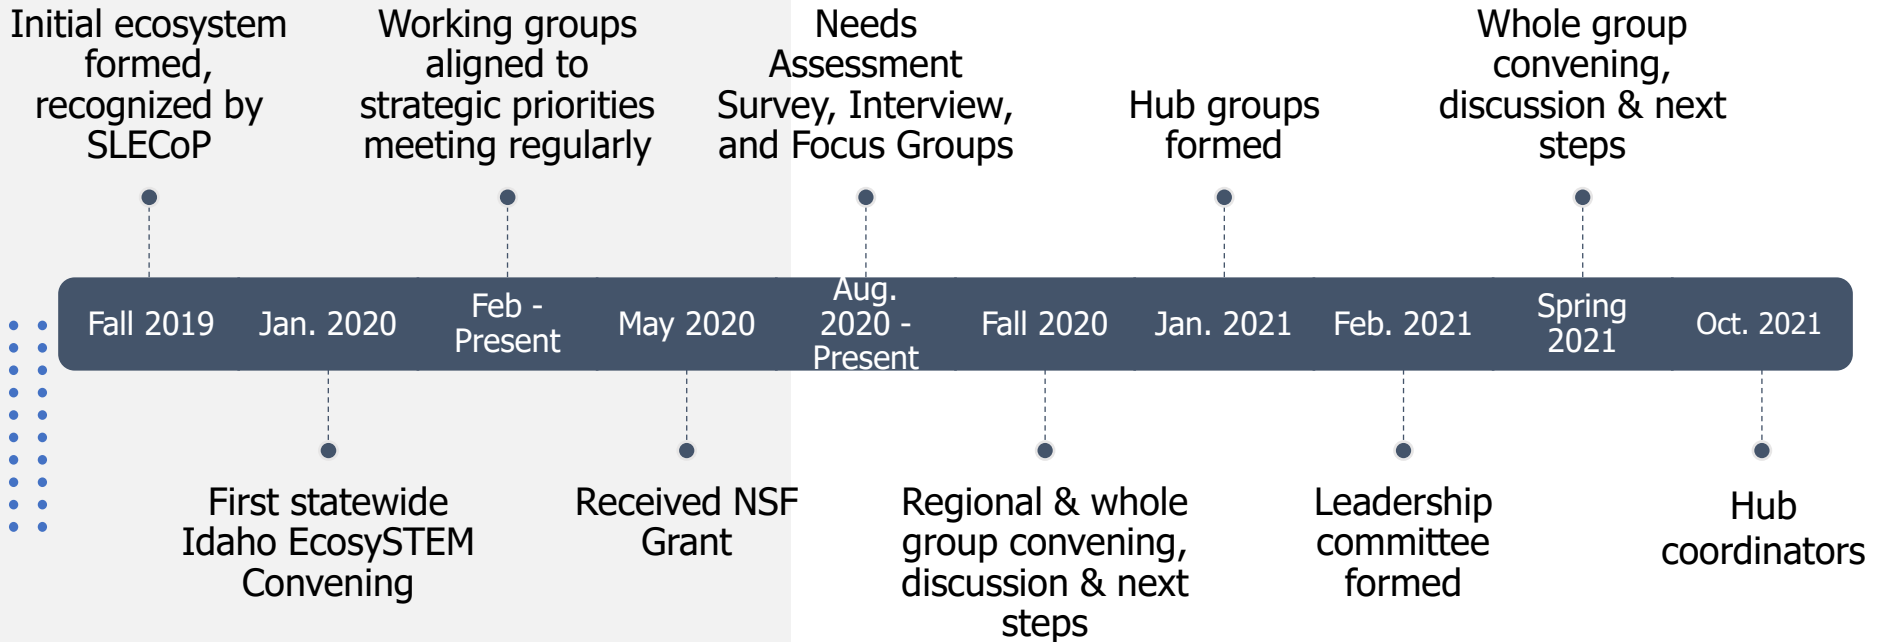 Initial ecosystem
formed,
recognized by
SLECoP
Working groups
aligned to
strategic priorities
meeting regularly
Needs
Assessment
Survey, Interview,
and Focus Groups
Hub groups
formed
Whole group
convening,
discussion & next
steps
Fall 2019
Jan. 2020
Feb -
Present
May 2020
Aug.
2020 -
Present
Fall 2020
Jan. 2021
Feb. 2021
Spring
2021
Oct. 2021
First statewide
Idaho EcosySTEM
Convening
Received NSF
Grant
Regional & whole
group convening,
discussion & next
steps
Leadership
committee
formed
Hub
coordinators